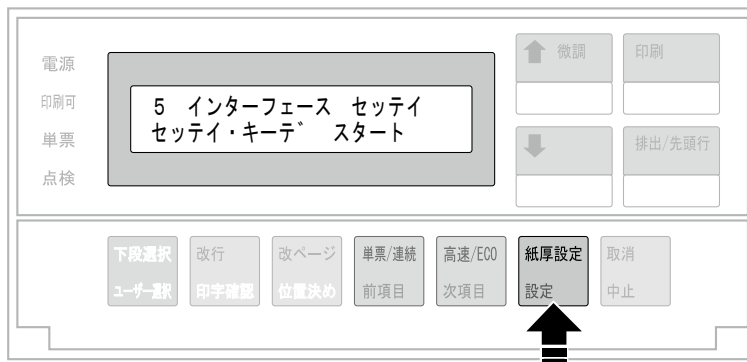 電源
印刷可
単票
点検
5 インターフェース セッテイ
セッテイ・キーデ゛ スタート
微調
印刷
排出/先頭行
下段選択
ユーザー選択
改行
印字確認
改ページ
位置決め
単票/連続
前項目
高速/ECO
次項目
紙厚設定
設定
取消
中止